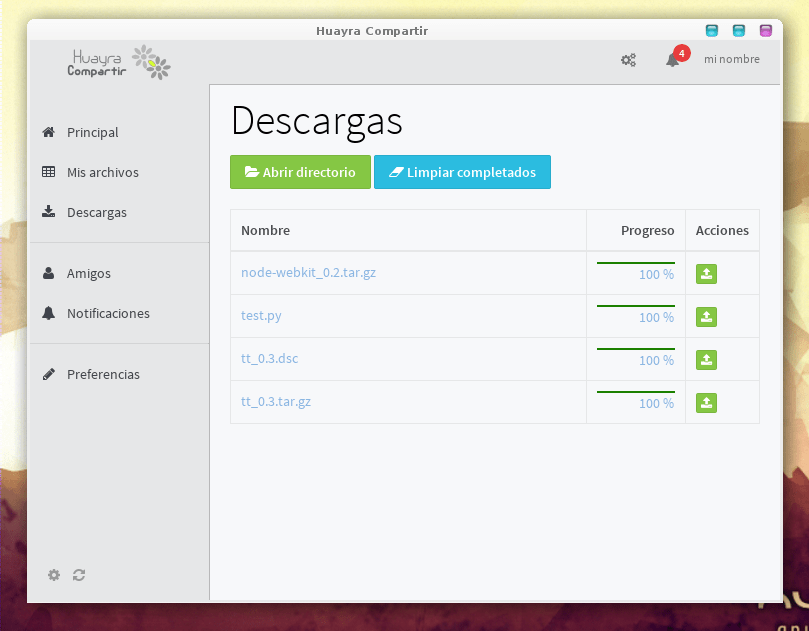 Huayra Compartir
Huayra
Compartir
4
mi nombre
Principal
Mis archivos
Descargas
Amigos
Notificaciones
Preferencias
Descargas
Abrir directorio
Limpiar completados
Nombre Progreso Acciones
node-webkit_0.2.tar.gz 100 %
test.py 100 %
tt_0.3.dsc 100 %
tt_0.3.tar.gz 100 %